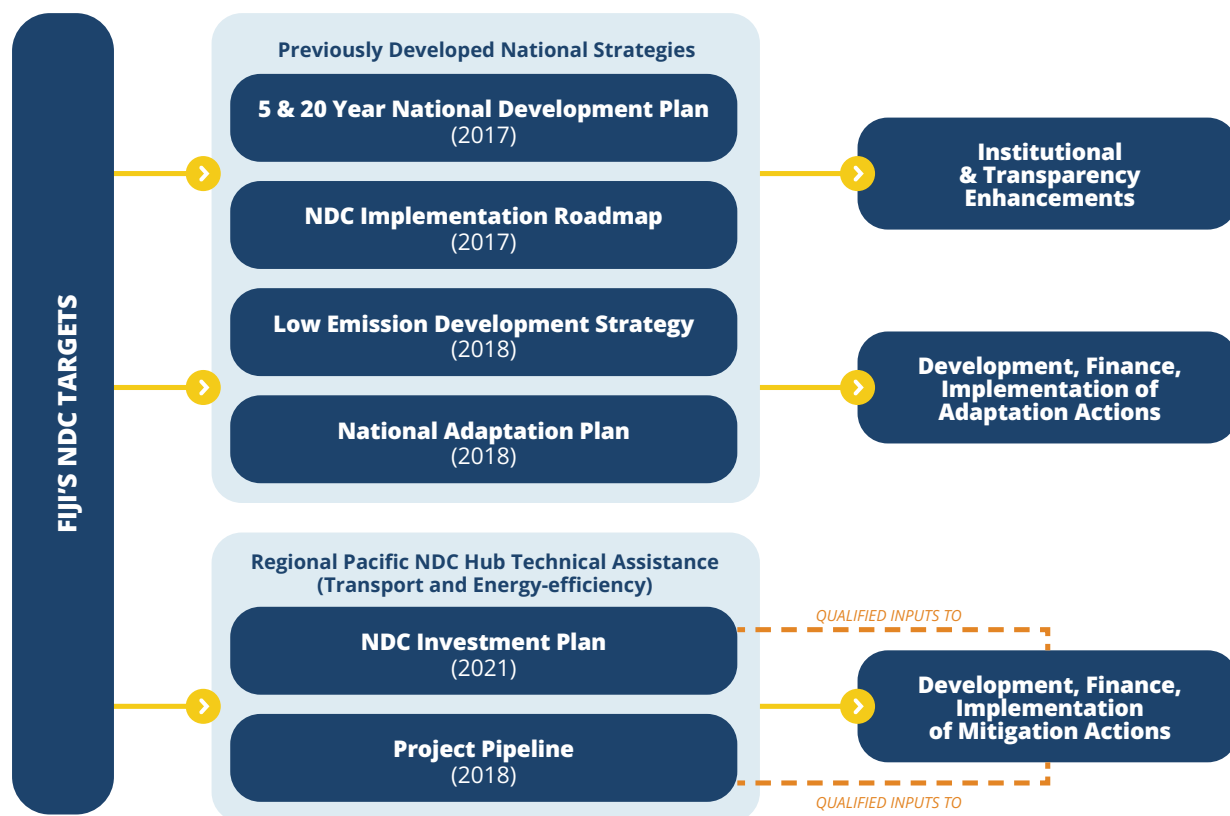 FIJI'S NDC TARGETS
Previously Developed National Strategies
5 & 20 Year National Development Plan
(2017)
NDC Implementation Roadmap
(2017)
Low Emission Development Strategy
(2018)
National Adaptation Plan
(2018)
Institutional
& Transparency
Enhancements
Development, Finance,
Implementation of
Adaptation Actions
Regional Pacific NDC Hub Technical Assistance
(Transport and Energy-efficiency)
NDC Investment Plan
(2021)
Project Pipeline
(2018)
QUALIFIED INPUTS TO
Development, Finance,
Implementation
of Mitigation Actions
QUALIFIED INPUTS TO